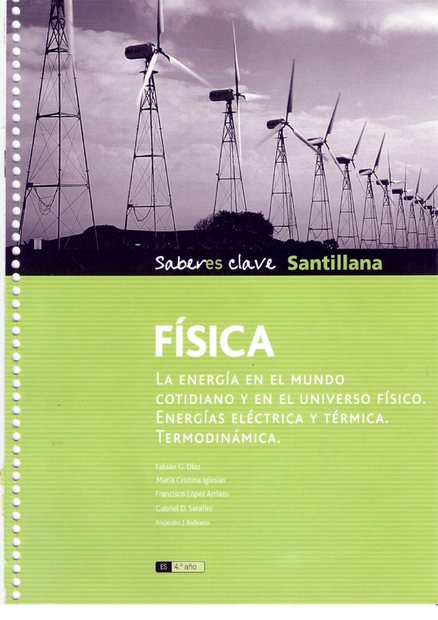 Saberes clave Santillana
FÍSICA
LA ENERGÍA EN EL MUNDO
COTIDIANO Y EN EL UNIVERSO FÍSICO.
ENERGÍAS ELÉCTRICA Y TÉRMICA.
TERMODINÁMICA.
Fabián G. Díaz
María Cristina Iglesias
Francisco López Arriazu
Gabriel D. Serafini
Alejandro J. Balbiano
ES 4.º año